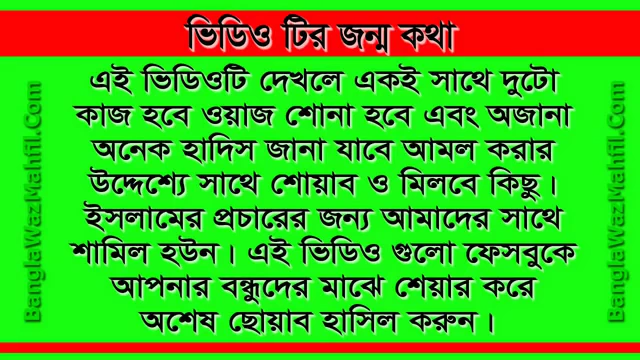 ভিডিও টির জন্ম কথা
এই ভিডিওটি দেখলে একই সাথে দুটো
কাজ হবে ওয়াজ শোনা হবে এবং অজানা
অনেক হাদিস জানা যাবে আমল করার
উদ্দেশ্যে সাথে শোয়াব ও মিলবে কিছু।
ইসলামের প্রচারের জন্য আমাদের সাথে
শামিল হউন। এই ভিডিও গুলো ফেসবুকে
আপনার বন্ধুদের মাঝে শেয়ার করে
অশেষ ছোয়াব হাসিল করুন।
BanglaWazMahfil.Com
BanglaWazMahfil.Com